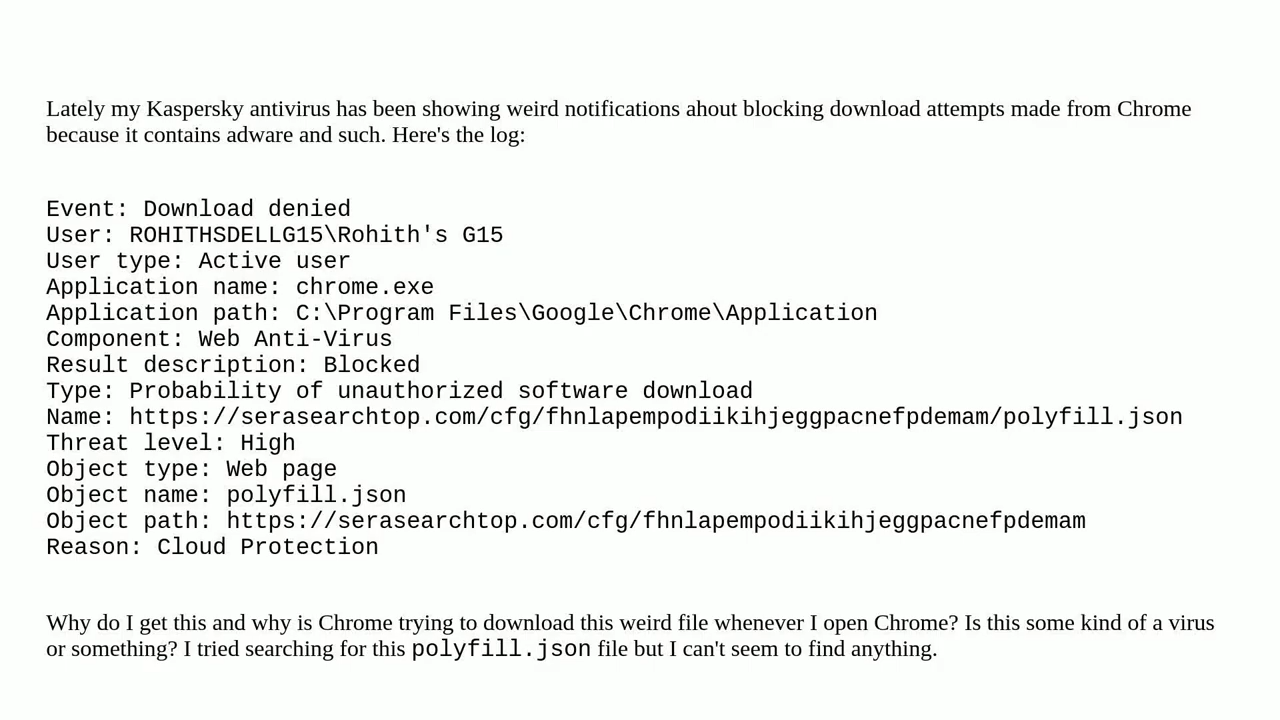 Lately my Kaspersky antivirus has been showing weird notifications ahout blocking download attempts made from Chrome
because it contains adware and such. Here's the log:
Event: Download denied
User: ROHITHSDELLG15\Rohith's G15
User type: Active user
Application name: chrome.exe
Application path: C:\Program Files\Google\Chrome\Application
Component: Web Anti-Virus
Result description: Blocked
Type: Probability of unauthorized software download
Name: https://serasearchtop.com/cfg/fhnlapempodiikihjeggpacnefpdemam/polyfill.json
Threat level: High
Object type: Web page
Object name: polyfill.json
Object path: https://serasearchtop.com/cfg/fhnlapempodiikihjeggpacnefpdemam
Reason: Cloud Protection
Why do I get this and why is Chrome trying to download this weird file whenever I open Chrome? Is this some kind of a virus
or something? I tried searching for this polyfill.json file but I can't seem to find anything.